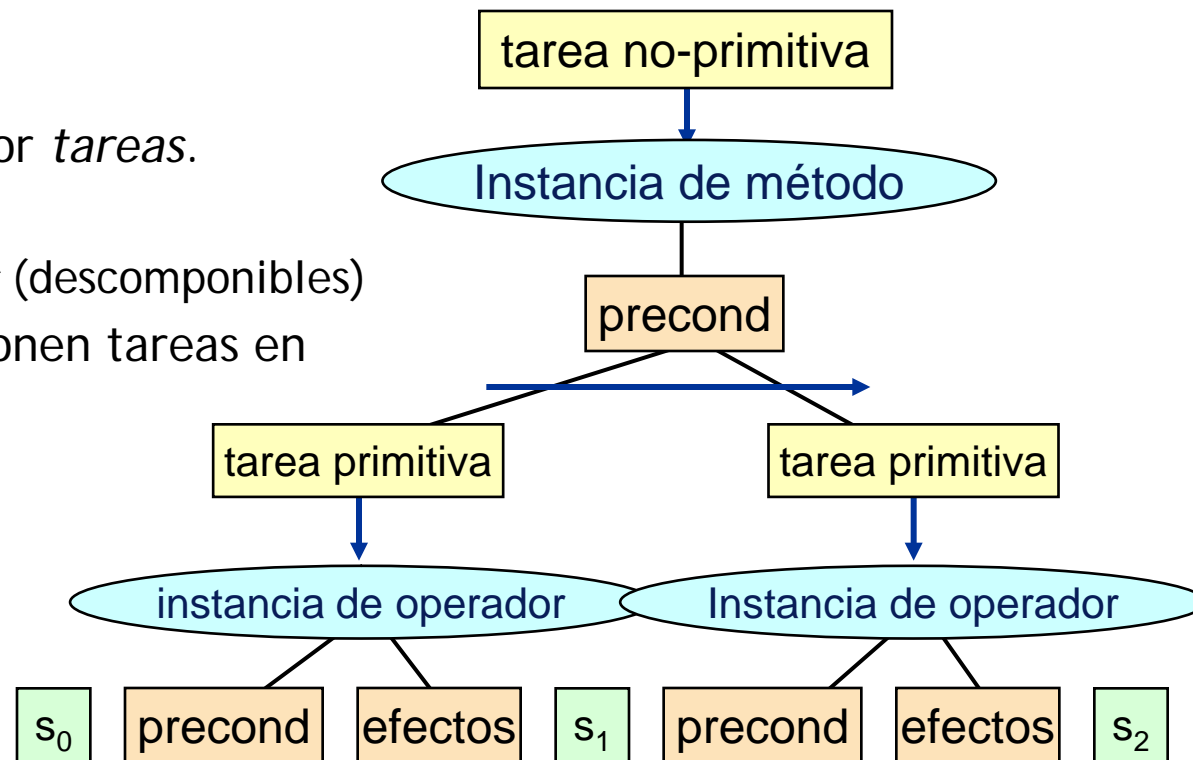 tarea no-primitiva
or tareas.
Instancia de método
(descomponibles)
precond
onen tareas en
tarea primitiva tarea primitiva
instancia de operador Instancia de operador
s₀ precond efectos s₁ precond efectos s₂